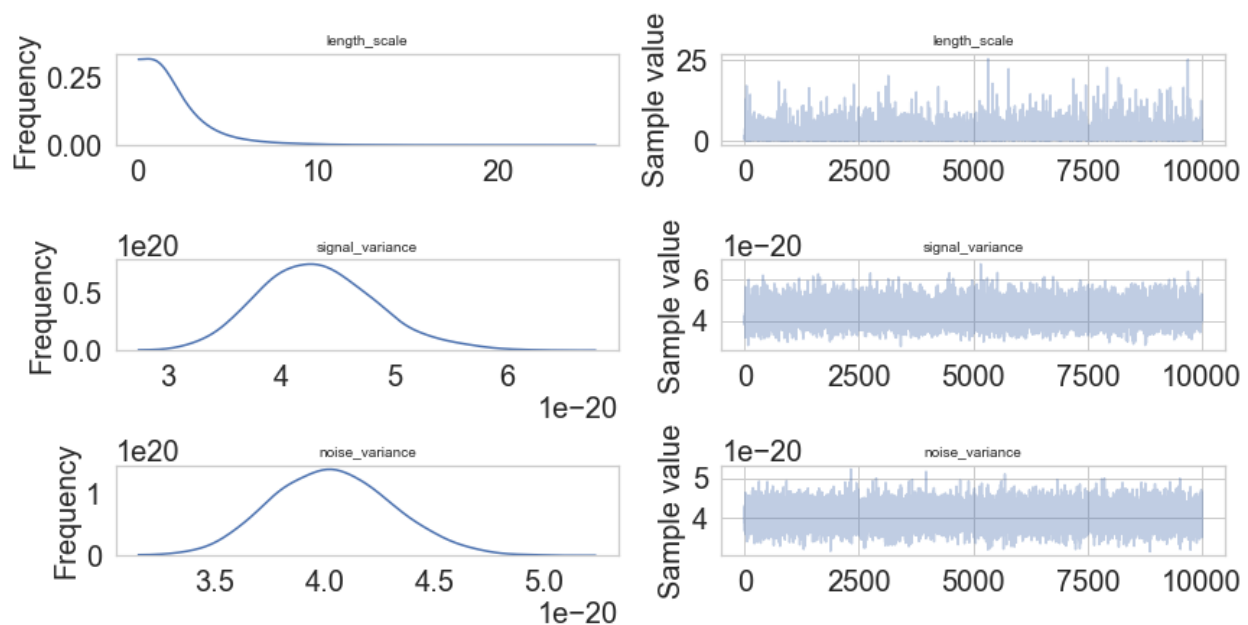 length_scale
Frequency
0.25
0.00
0 10 20
length_scale
Sample value
25
0
0 2500 5000 7500 10000
1e20
signal_variance
Frequency
0.5
0.0
3 4 5 6
1e−20
1e−20
signal_variance
Sample value
6
4
0 2500 5000 7500 10000
1e20
noise_variance
Frequency
1
0
3.5 4.0 4.5 5.0
1e−20
1e−20
noise_variance
Sample value
5
4
0 2500 5000 7500 10000